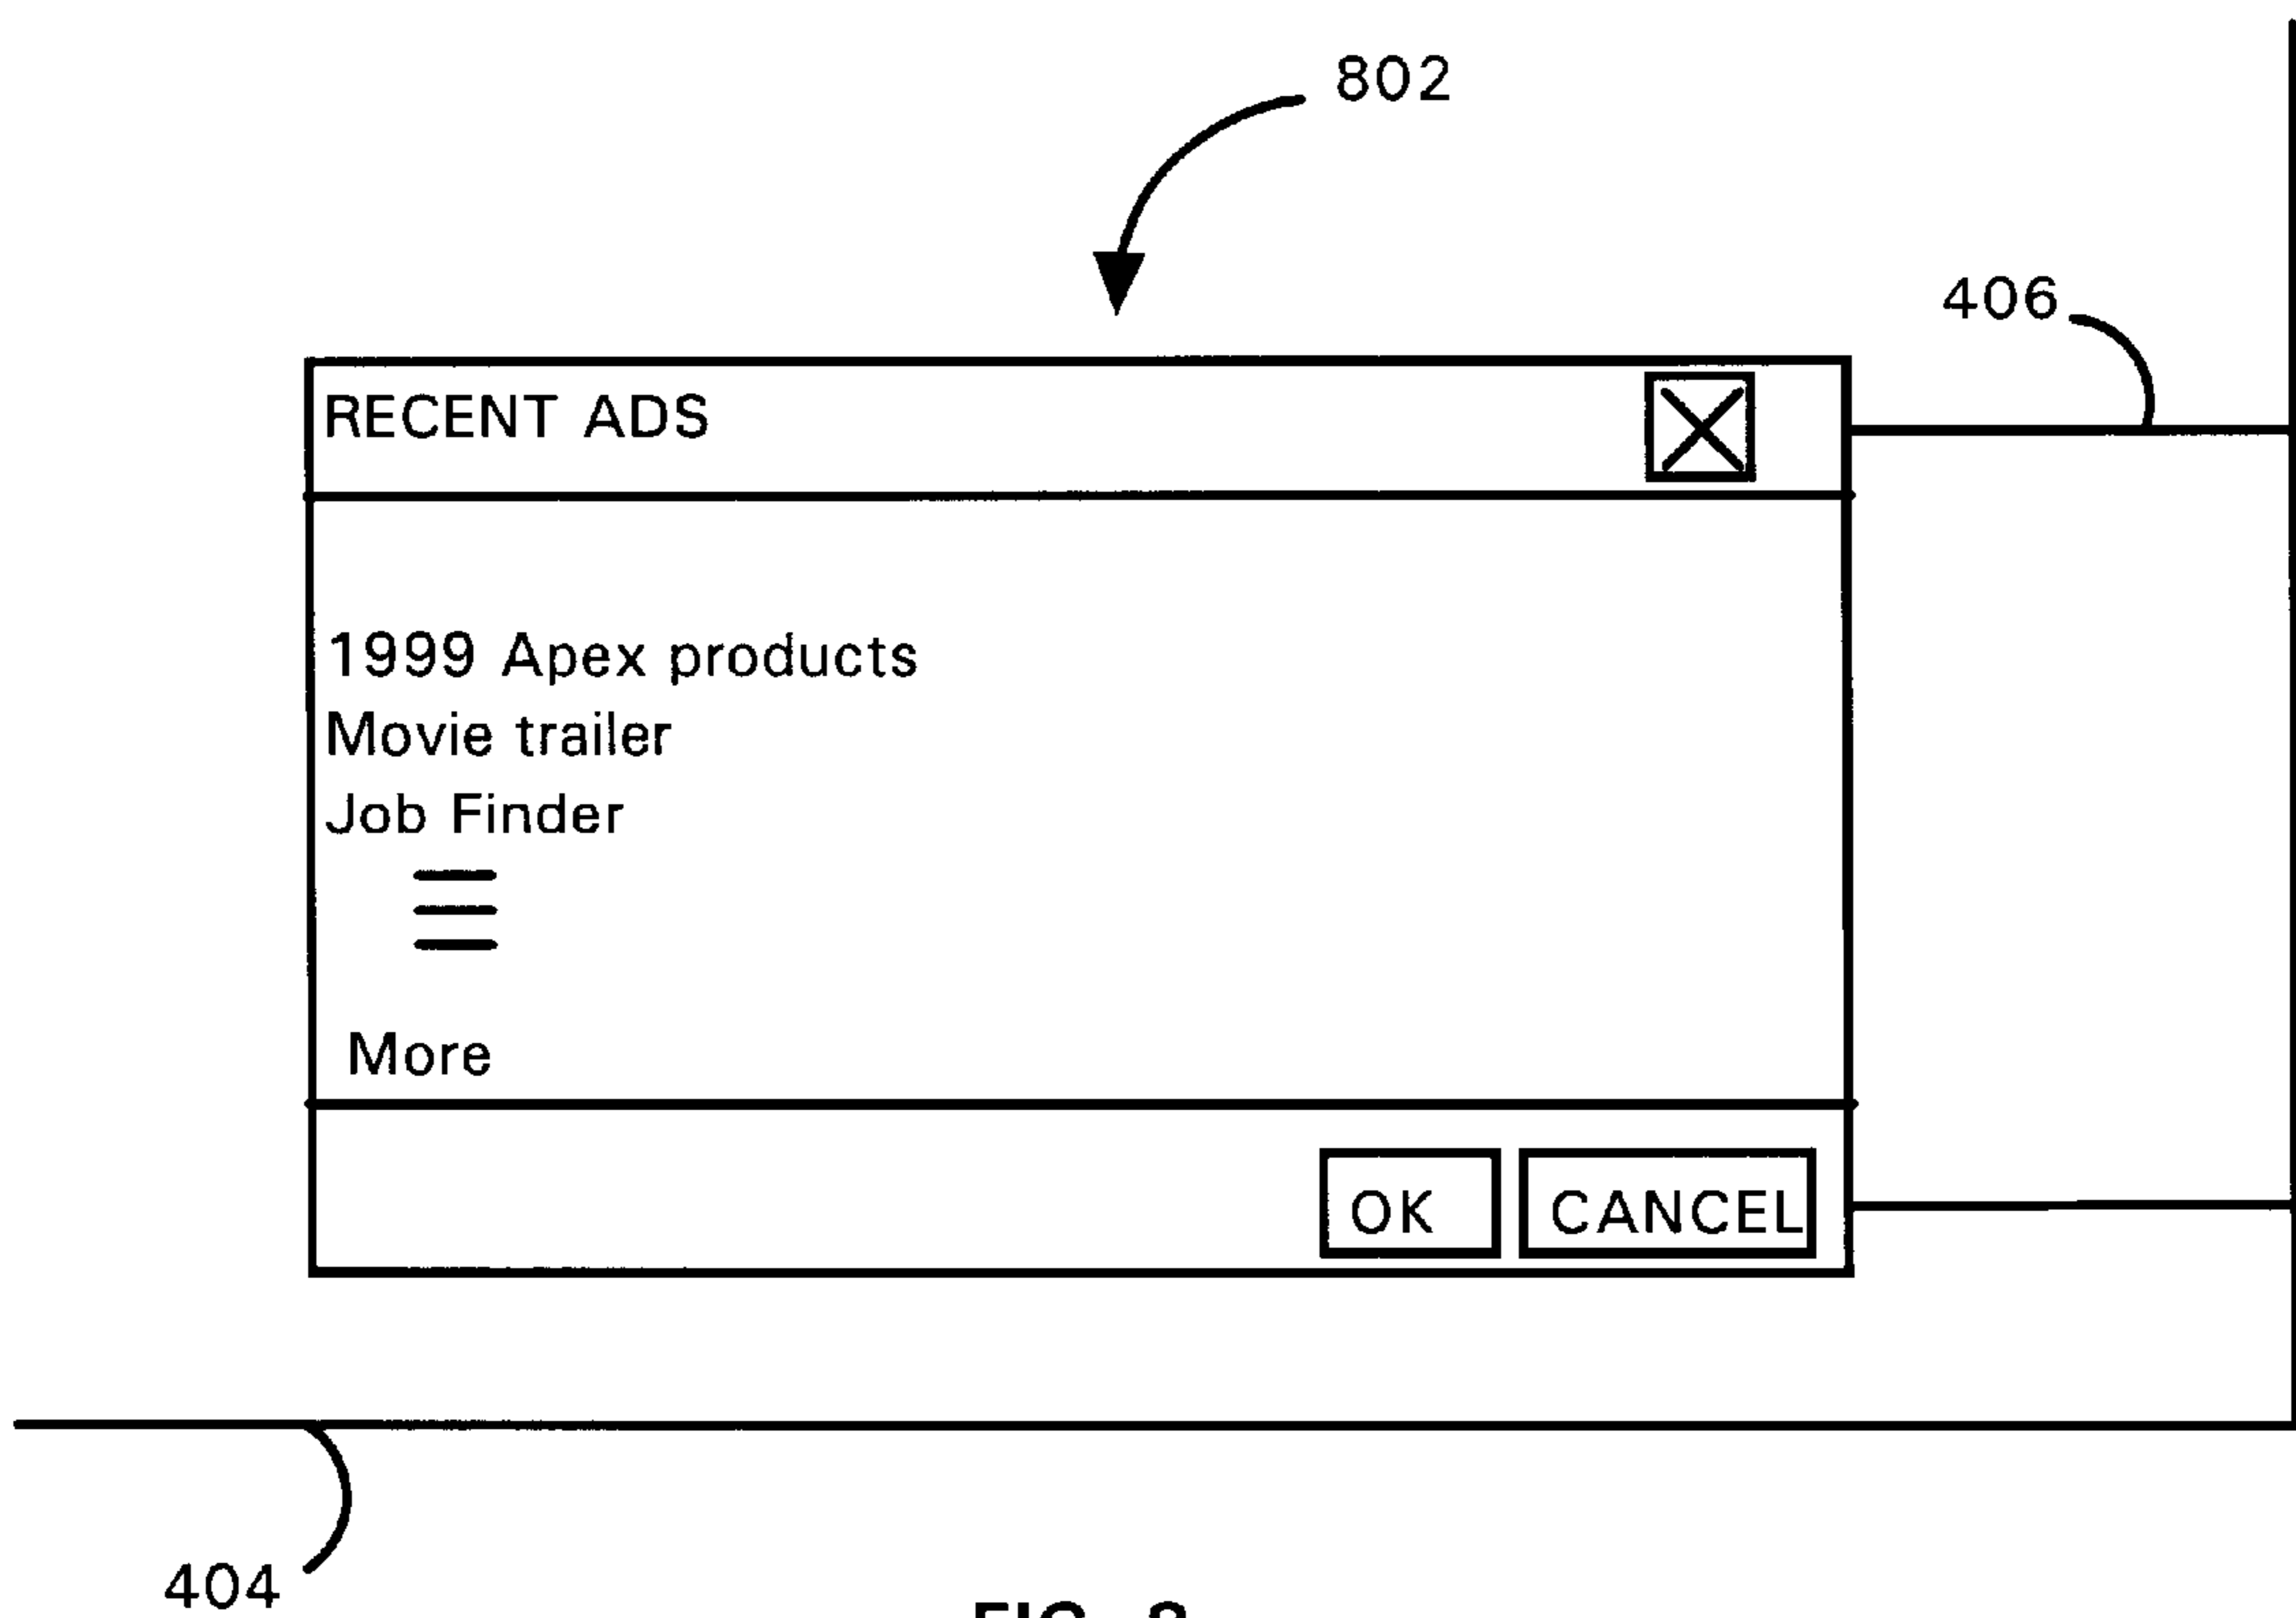 802
406
RECENT ADS
1999 Apex products
Movie trailer
Job Finder
More
OK CANCEL
404